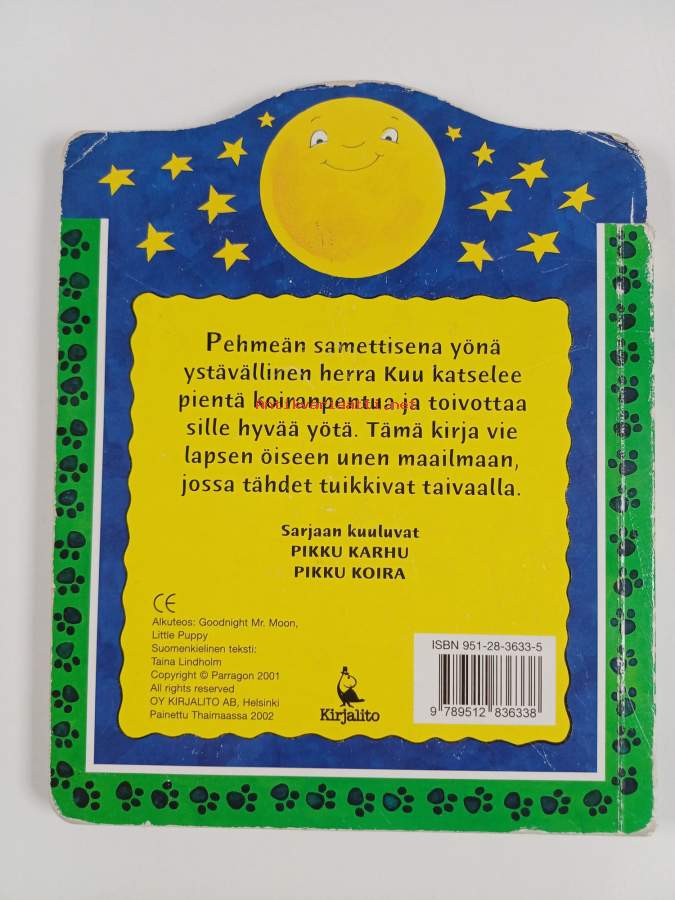 Pehmeän samettisena yönä
ystävällinen herra Kuu katselee
pientä koiranpentua ja toivottaa
sille hyvää yötä. Tämä kirja vie
lapsen öiseen unen maailmaan,
jossa tähdet tuikkivat taivaalla.
Antikvariaatti.net
Sarjaan kuuluvat
PIKKU KARHU
PIKKU KOIRA
CE
Alkuteos: Goodnight Mr. Moon,
Little Puppy
Suomenkielinen teksti:
Taina Lindholm
Copyright © Parragon 2001
All rights reserved
OY KIRJALITO AB, Helsinki
Painettu Thaimaassa 2002
Kirjalito
ISBN 951-28-3633-5
9 789512 836338